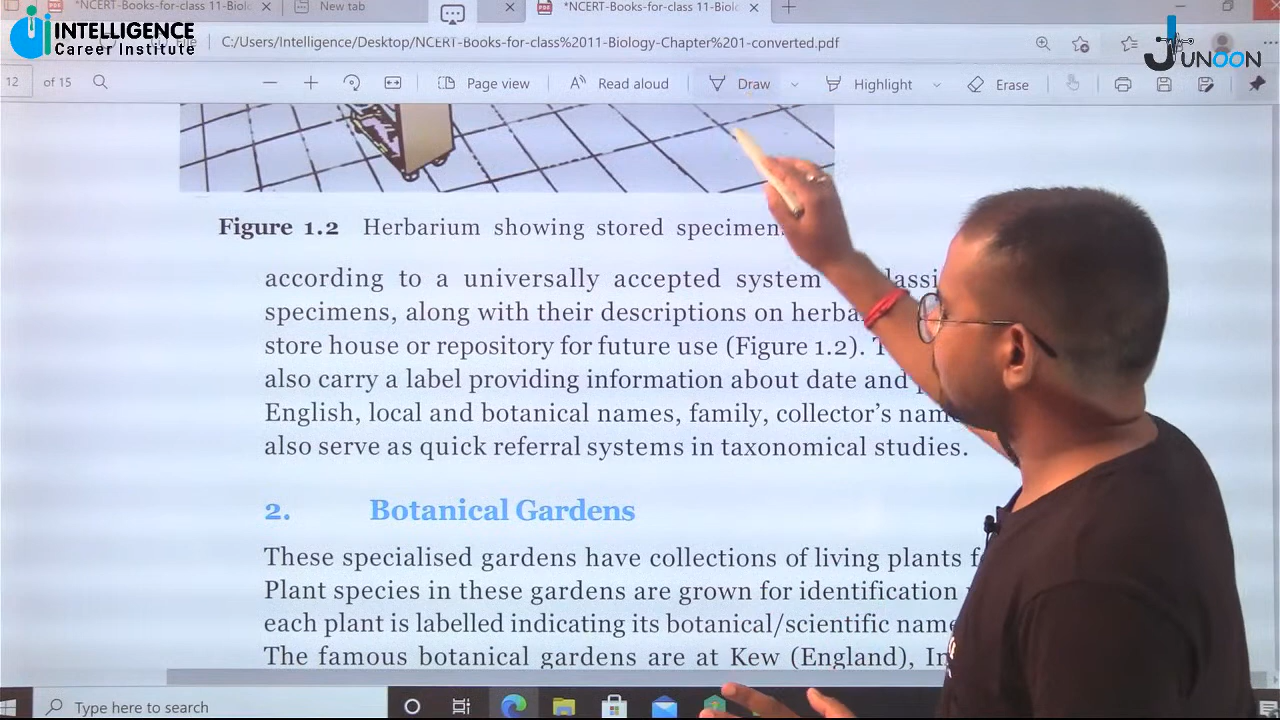 INTELLIGENCE
Career Institute
*NCERT-Books-for-class 11-Biolo
New tab
*NCERT-Books-for-class 11-Biolo
JUNOON
File
C:/Users/Intelligence/Desktop/NCERT-Books-for-class%2011-Biology-Chapter%201-converted.pdf
12 of 15
Page view
Read aloud
Draw
Highlight
Erase
Figure 1.2 Herbarium showing stored specimen
according to a universally accepted system
specimens, along with their descriptions on herba
store house or repository for future use (Figure 1.2). T
also carry a label providing information about date and p
English, local and botanical names, family, collector's name
also serve as quick referral systems in taxonomical studies.
2. Botanical Gardens
These specialised gardens have collections of living plants f
Plant species in these gardens are grown for identification
each plant is labelled indicating its botanical/scientific name
The famous botanical gardens are at Kew (England), In
Type here to search